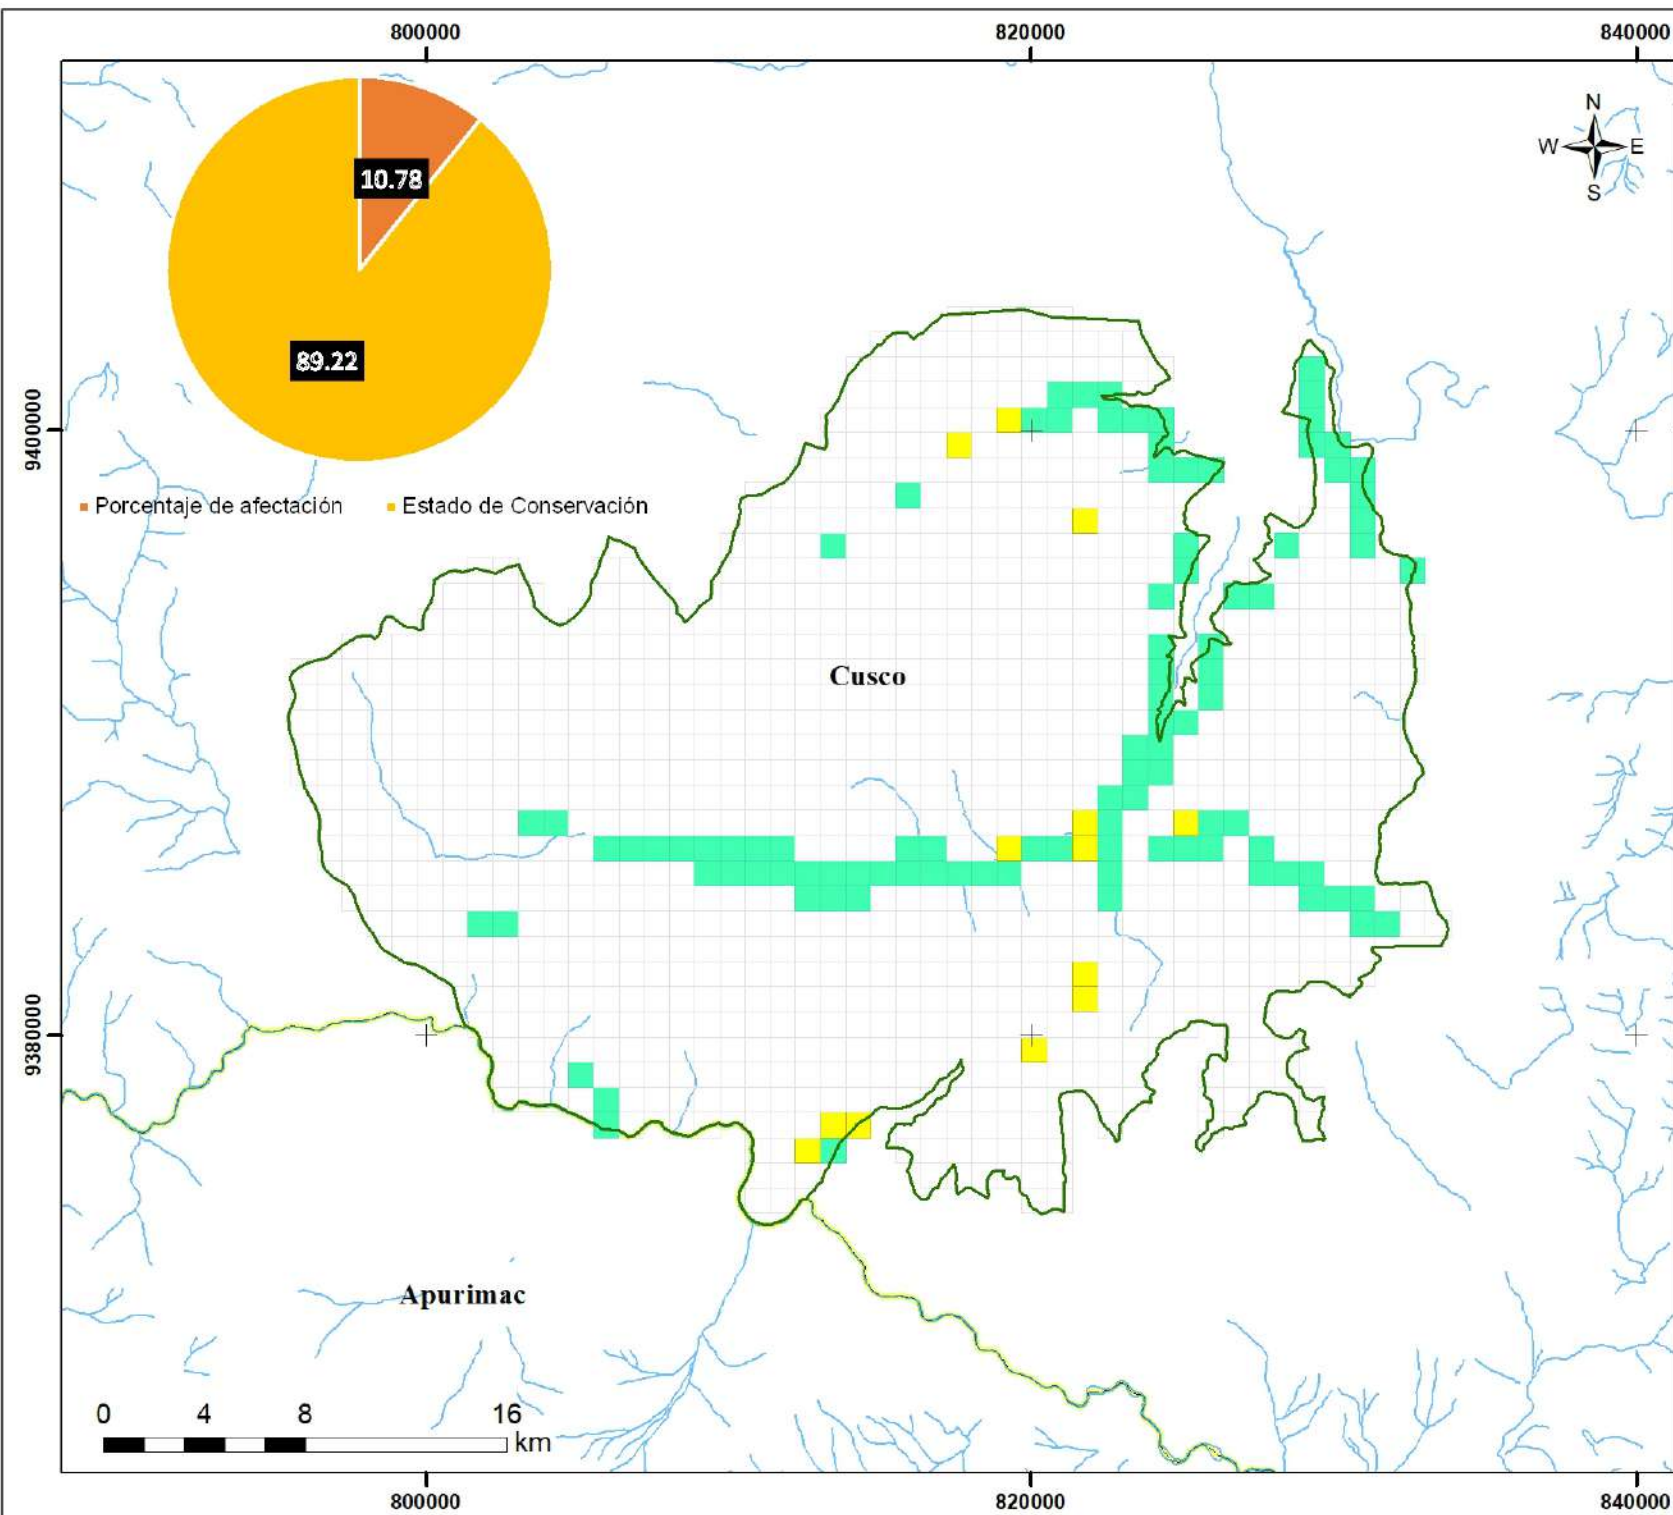 800000
820000
840000
N
W
E
S
10.78
89.22
9400000
Porcentaje de afectación
Estado de Conservación
Cusco
9380000
Apurimac
0 4 8 16
km
800000
820000
840000